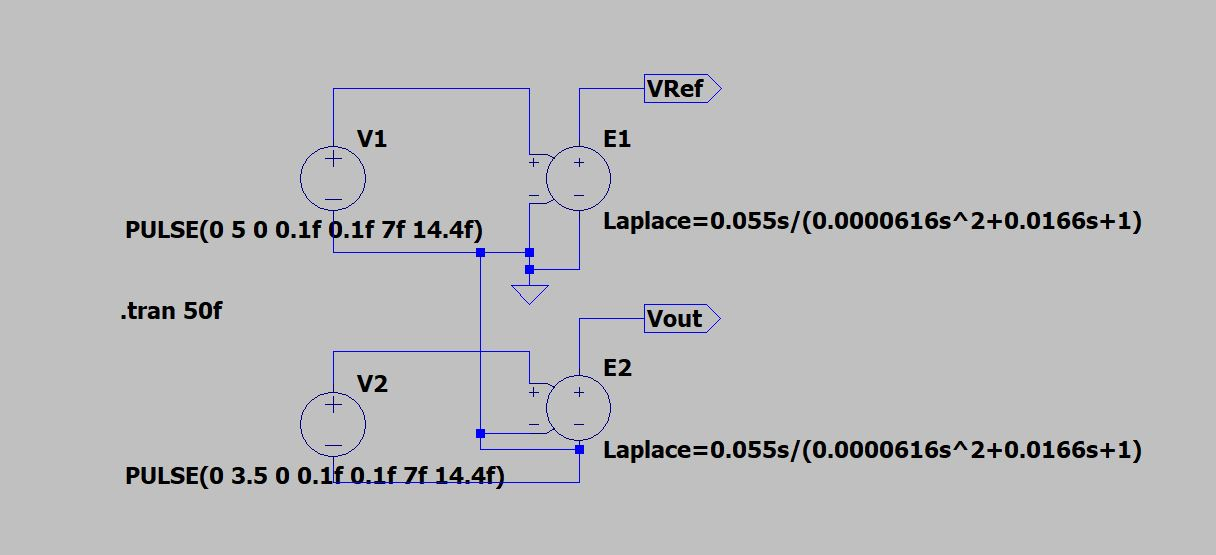 VRef
V1
E1
PULSE(0 5 0 0.1f 0.1f 7f 14.4f)
Laplace=0.055s/(0.0000616s^2+0.0166s+1)
.tran 50f
Vout
V2
E2
PULSE(0 3.5 0 0.1f 0.1f 7f 14.4f)
Laplace=0.055s/(0.0000616s^2+0.0166s+1)